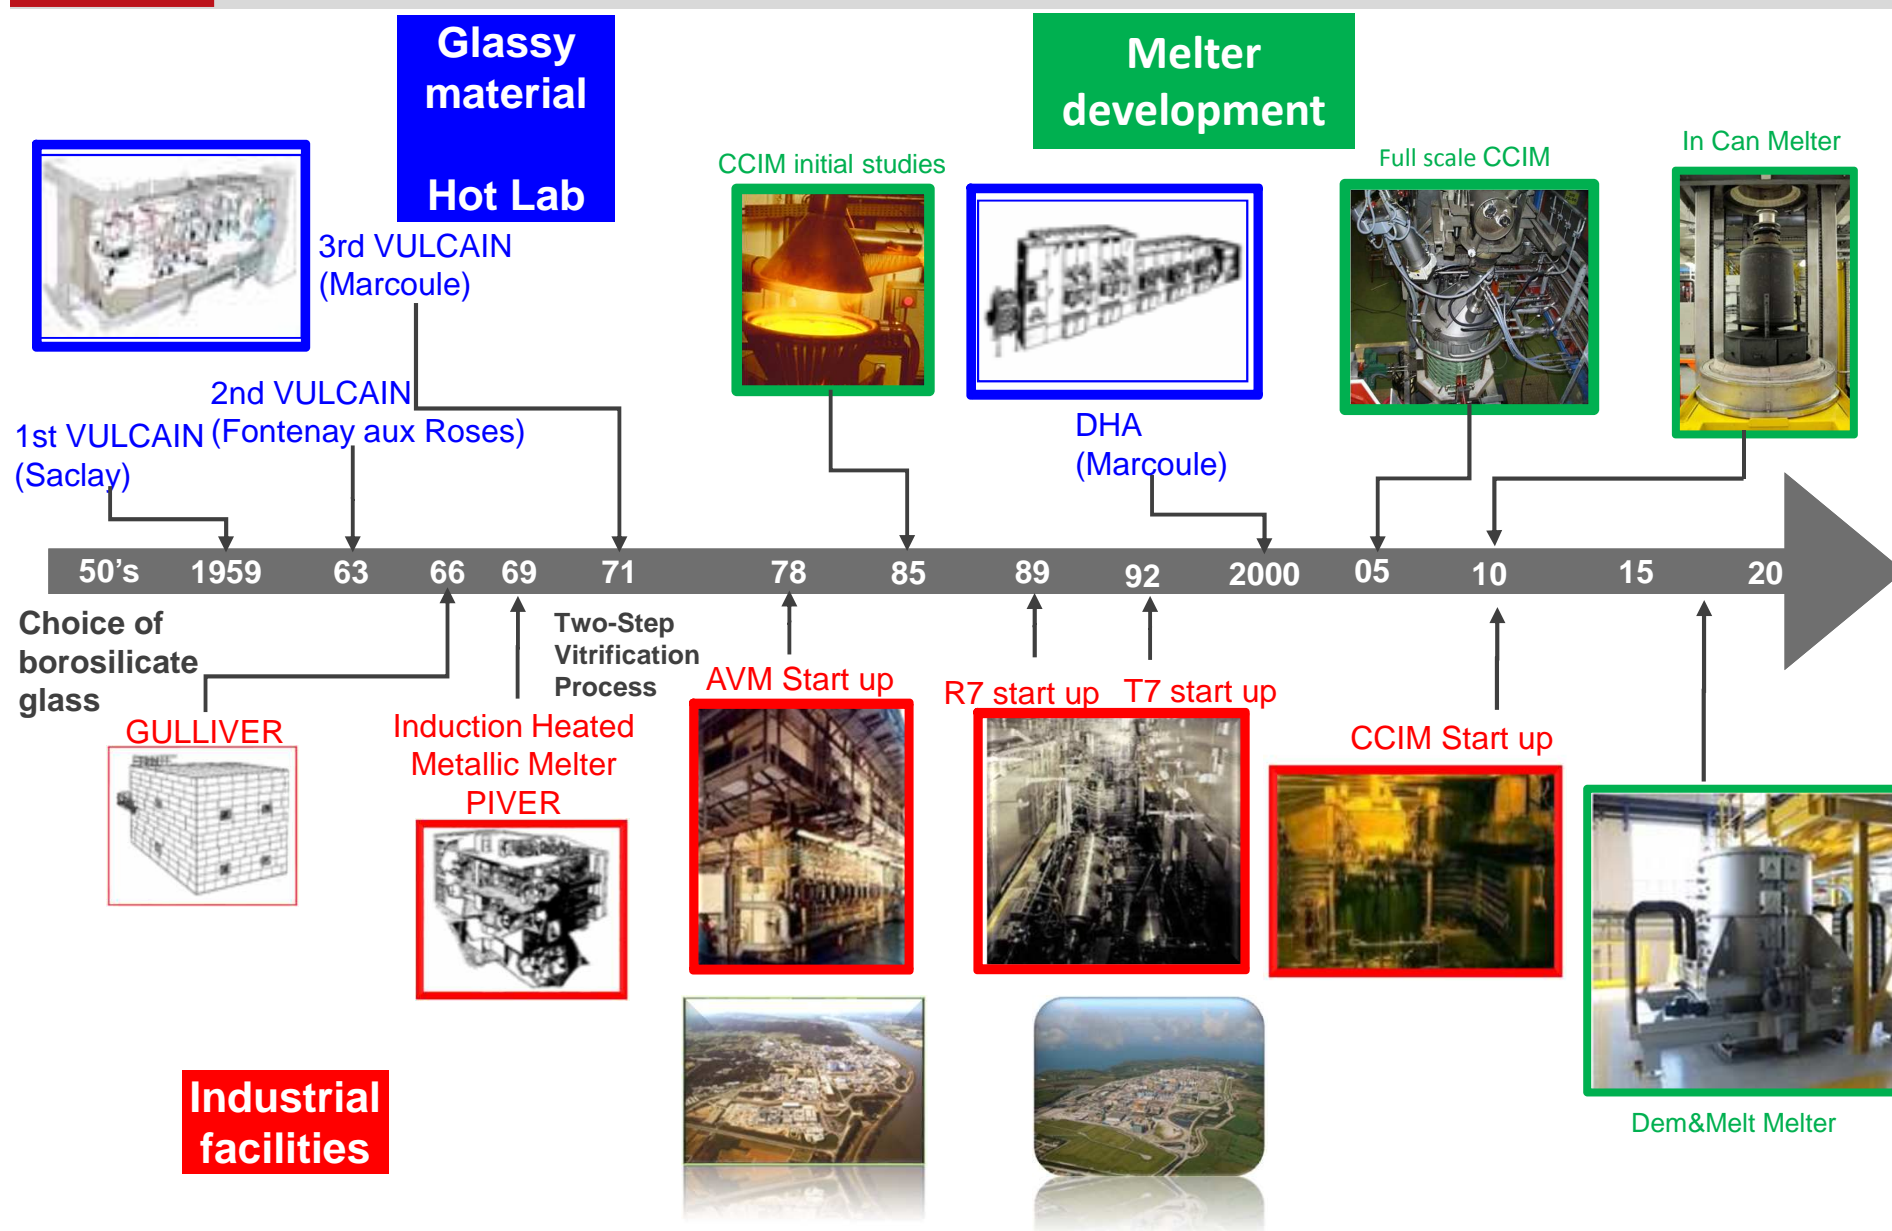 Glassy
material
Hot Lab
Melter
development
CCIM initial studies
Full scale CCIM
In Can Melter
3rd VULCAIN
(Marcoule)
2nd VULCAIN
(Fontenay aux Roses)
1st VULCAIN
(Saclay)
DHA
(Marcoule)
50's 1959 63 66 69 71 78 85 89 92 2000 05 10 15 20
Choice of
borosilicate
glass
Two-Step
Vitrification
Process
GULLIVER
Induction Heated
Metallic Melter
PIVER
AVM Start up
R7 start up
T7 start up
CCIM Start up
Dem&Melt Melter
Industrial
facilities